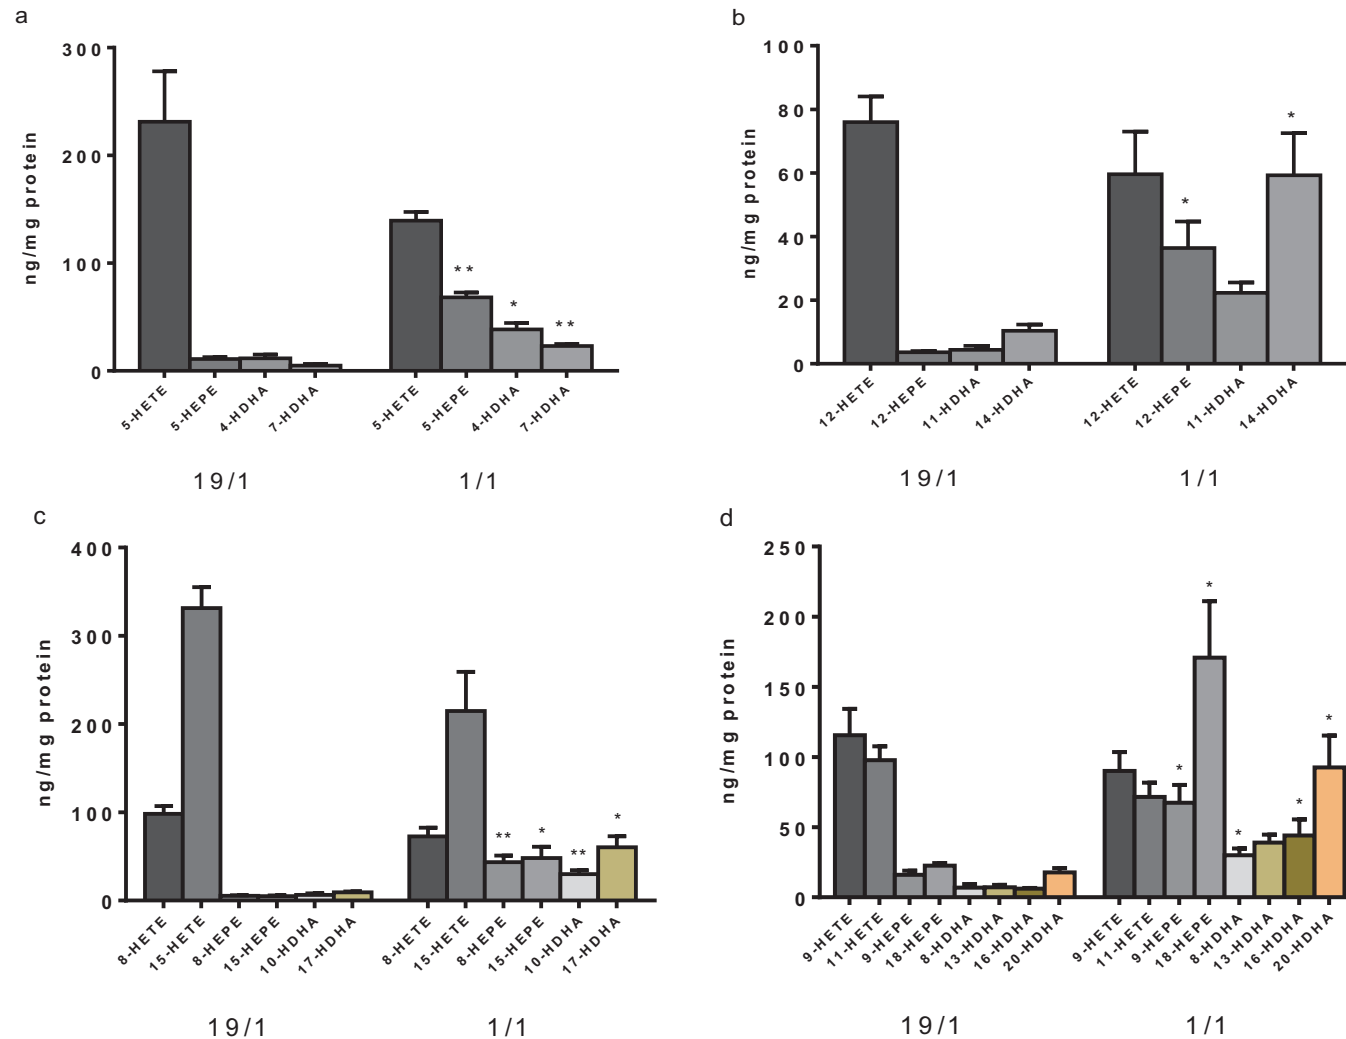 a
300
200
100
0
ng/mg protein
** * **
5-HETE 5-HEPE 4-HDHA 7-HDHA 5-HETE 5-HEPE 4-HDHA 7-HDHA
19/1 1/1
b
100
80
60
40
20
0
ng/mg protein
* *
12-HETE 12-HEPE 11-HDHA 14-HDHA 12-HETE 12-HEPE 11-HDHA 14-HDHA
19/1 1/1
c
400
300
200
100
0
ng/mg protein
** * ** *
8-HETE 15-HETE 8-HEPE 15-HEPE 10-HDHA 17-HDHA 8-HETE 15-HETE 8-HEPE 15-HEPE 10-HDHA 17-HDHA
19/1 1/1
d
250
200
150
100
50
0
ng/mg protein
* * * * *
9-HETE 11-HETE 9-HEPE 18-HEPE 8-HDHA 13-HDHA 16-HDHA 20-HDHA 9-HETE 11-HETE 9-HEPE 18-HEPE 8-HDHA 13-HDHA 16-HDHA 20-HDHA
19/1 1/1